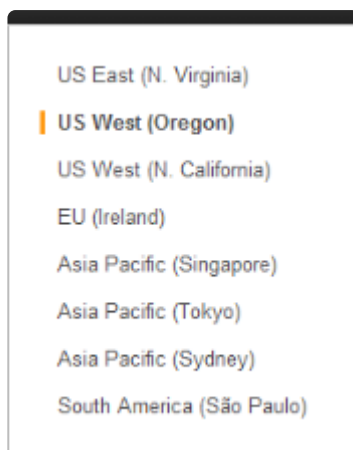 US East (N. Virginia)
US West (Oregon)
US West (N. California)
EU (Ireland)
Asia Pacific (Singapore)
Asia Pacific (Tokyo)
Asia Pacific (Sydney)
South America (São Paulo)